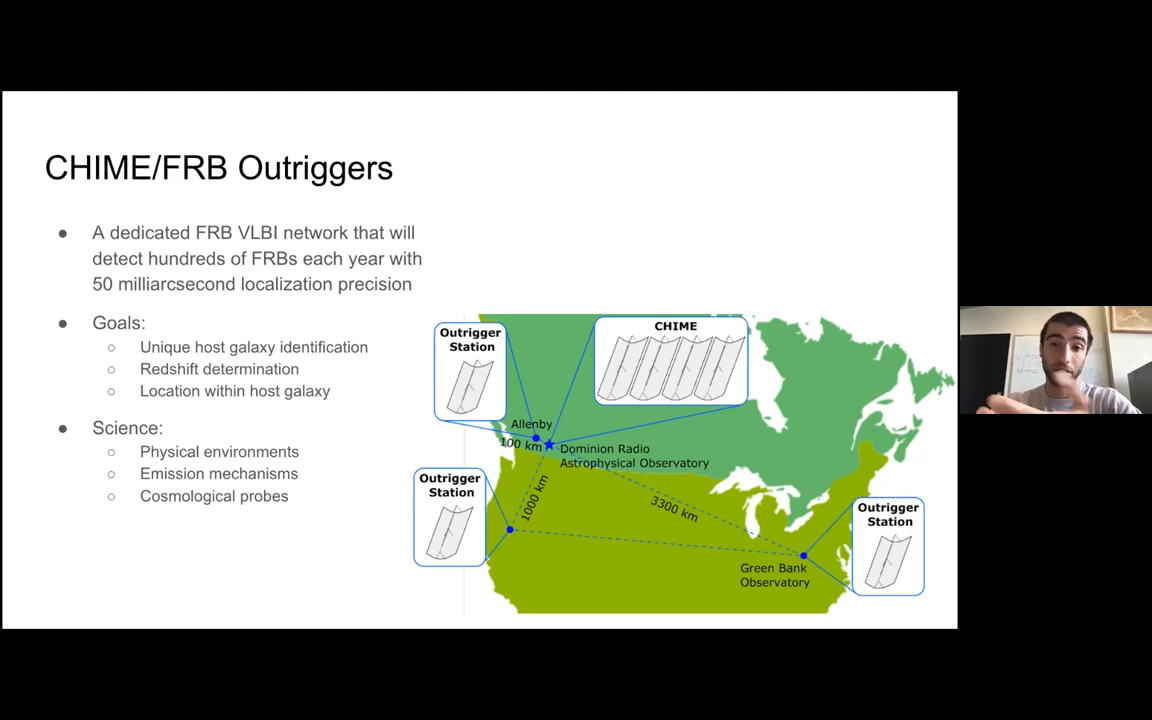 CHIME/FRB Outriggers
● A dedicated FRB VLBI network that will
detect hundreds of FRBs each year with
50 milliarcsecond localization precision
● Goals:
○ Unique host galaxy identification
○ Redshift determination
○ Location within host galaxy
● Science:
○ Physical environments
○ Emission mechanisms
○ Cosmological probes
Outrigger
Station
CHIME
Allenby
100 km
Dominion Radio
Astrophysical Observatory
Outrigger
Station
1000 km
3300 km
Outrigger
Station
Green Bank
Observatory